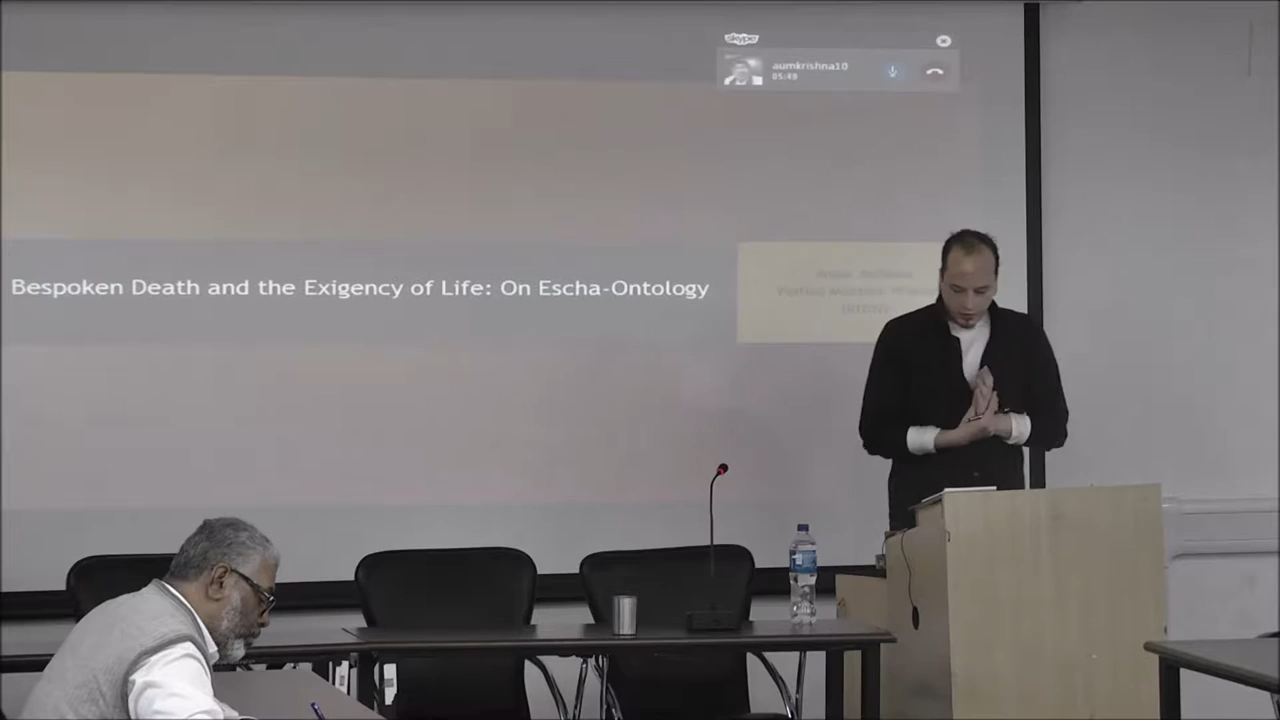 skype
aumkrishna10
05:49
Bespoken Death and the Exigency of Life: On Escha-Ontology